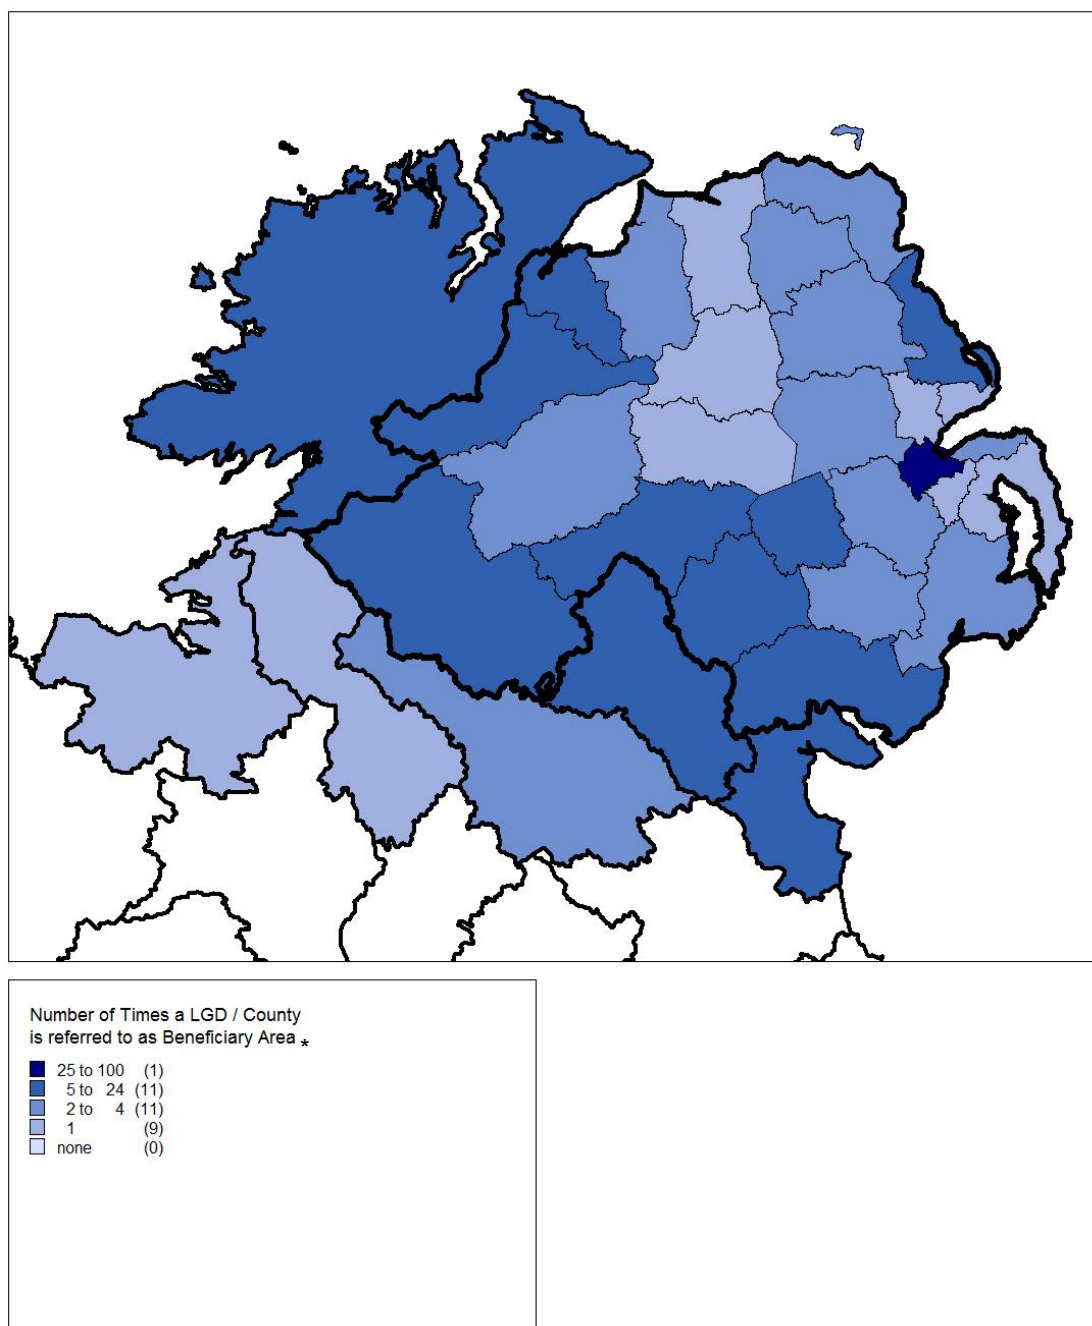 Number of Times a LGD / County
is referred to as Beneficiary Area *
25 to 100 (1)
5 to 24 (11)
2 to 4 (11)
1 (9)
none (0)